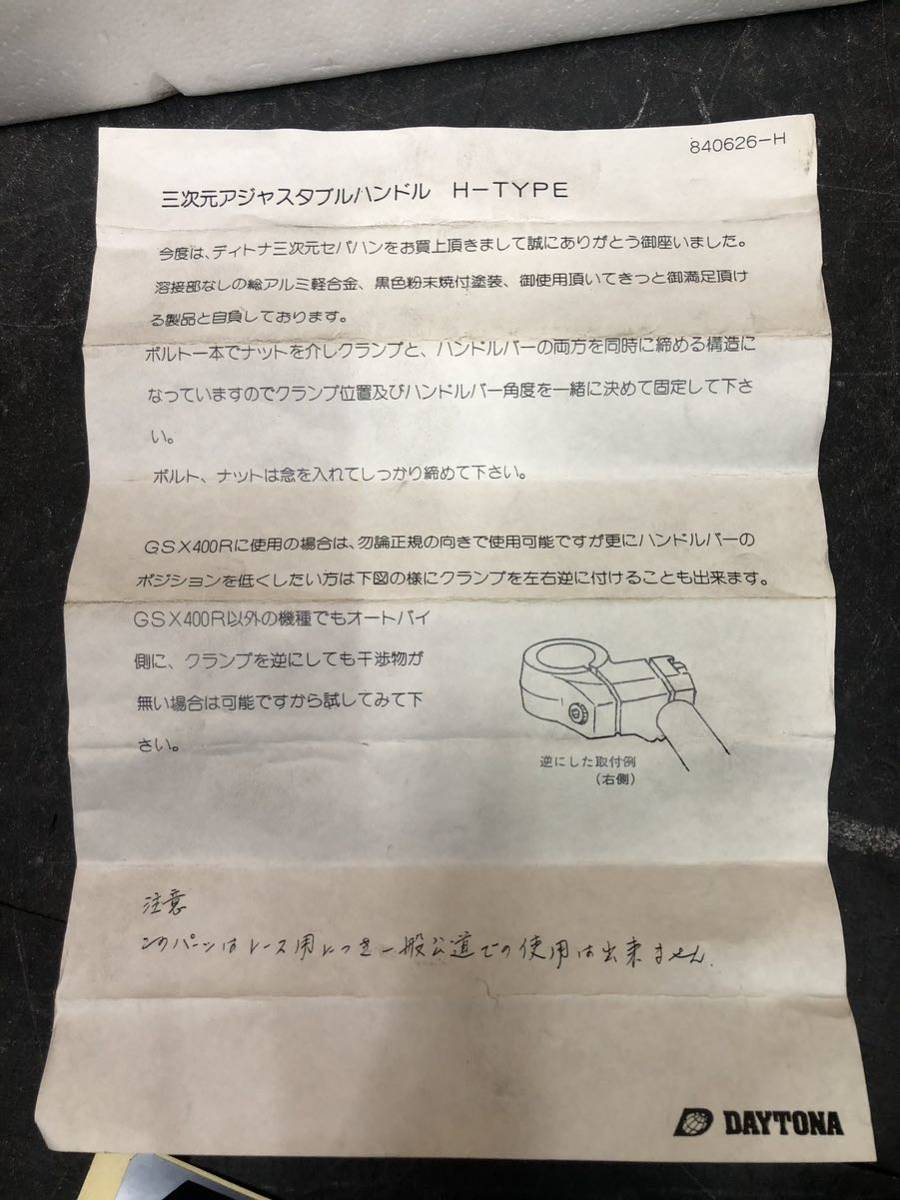 840626-H
三次元アジャスタブルハンドル H-TYPE
今度は、デイトナ三次元セパハンをお買上頂きまして誠にありがとう御座いました。
溶接部なしの総アルミ軽合金、黒色粉末焼付塗装、御使用頂いてきっと御満足頂け
る製品と自負しております。
ボルト一本でナットを介しクランプと、ハンドルバーの両方を同時に締める構造に
なっていますのでクランプ位置及びハンドルバー角度を一緒に決めて固定して下さ
い。
ボルト、ナットは念を入れてしっかり締めて下さい。
GSX400Rに使用の場合は、勿論正規の向きで使用可能ですが更にハンドルバーの
ポジションを低くしたい方は下図の様にクランプを左右逆に付けることも出来ます。
GSX400R以外の機種でもオートバイ
側に、クランプを逆にしても干渉物が
無い場合は可能ですから試してみて下
さい。
逆にした取付例
(右側)
注意
このパーツはレース用につき一般公道での使用は出来ません.
DAYTONA